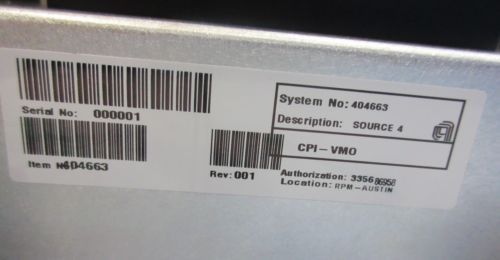 Serial No: 000001
Item No: 404663
Rev: 001
System No: 404663
Description: SOURCE 4
CPI-VMO
Authorization: 3356 86958
Location: RPM-AUSTIN